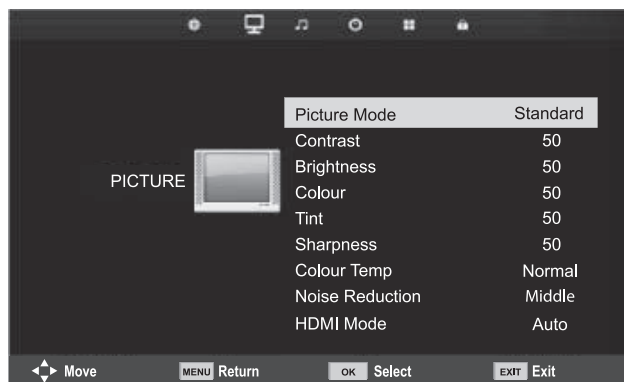 Picture Mode Standard
Contrast 50
Brightness 50
PICTURE
Colour 50
Tint 50
Sharpness 50
Colour Temp Normal
Noise Reduction Middle
HDMI Mode Auto
Move MENU Return OK Select EXIT Exit